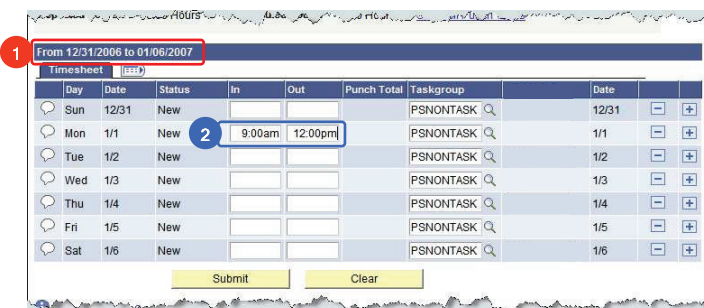 Hours
1
From 12/31/2006 to 01/06/2007
Timesheet
Day Date Status In Out Punch Total Taskgroup Date
Sun 12/31 New PSNONTASK 12/31
2
Mon 1/1 New 9:00am 12:00pm PSNONTASK 1/1
Tue 1/2 New PSNONTASK 1/2
Wed 1/3 New PSNONTASK 1/3
Thu 1/4 New PSNONTASK 1/4
Fri 1/5 New PSNONTASK 1/5
Sat 1/6 New PSNONTASK 1/6
Submit Clear